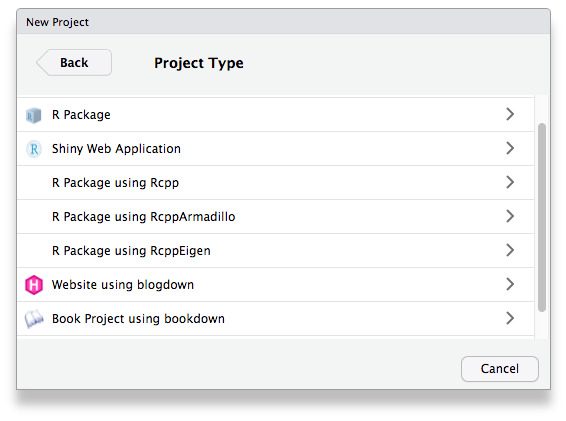 New Project
Back
Project Type
R Package
R
Shiny Web Application
R Package using Rcpp
R Package using RcppArmadillo
R Package using RcppEigen
H
Website using blogdown
Book Project using bookdown
Cancel